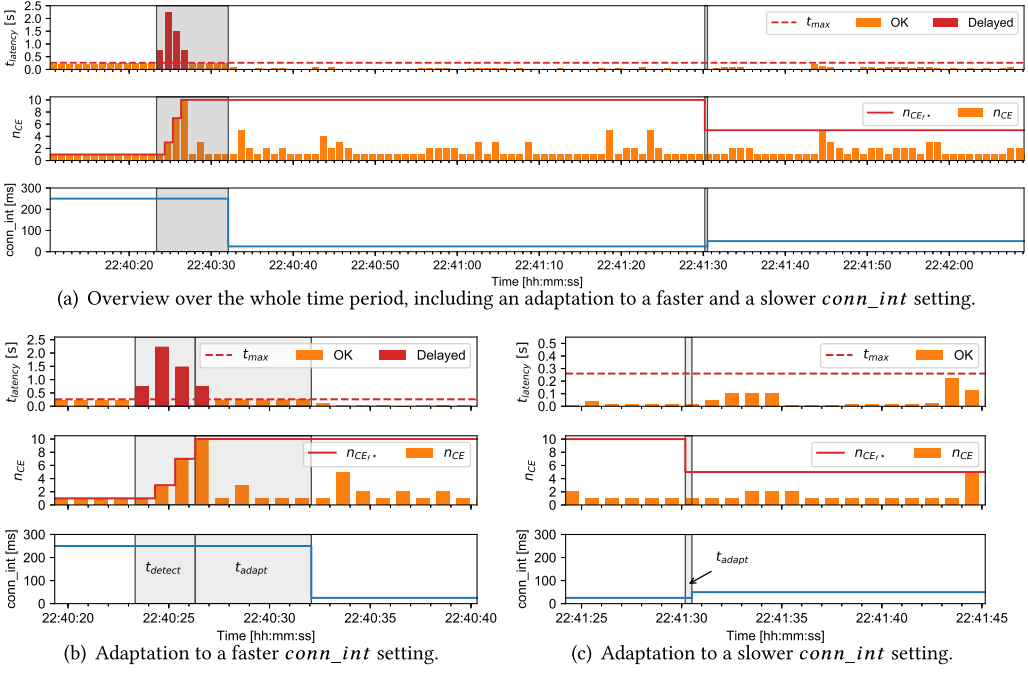 t_latency [s]
2.5
2.0
1.5
1.0
0.5
0.0
t_max OK Delayed
n_CE
10
8
6
4
2
0
n_CE_f* n_CE
conn_int [ms]
300
200
100
0
22:40:20 22:40:30 22:40:40 22:40:50 22:41:00 22:41:10 22:41:20 22:41:30 22:41:40 22:41:50 22:42:00
Time [hh:mm:ss]
(a) Overview over the whole time period, including an adaptation to a faster and a slower conn_int setting.
t_latency [s]
2.5
2.0
1.5
1.0
0.5
0.0
t_max OK Delayed
n_CE
10
8
6
4
2
0
n_CE_f* n_CE
conn_int [ms]
300
200
100
0
t_detect t_adapt
22:40:20 22:40:25 22:40:30 22:40:35 22:40:40
Time [hh:mm:ss]
(b) Adaptation to a faster conn_int setting.
t_latency [s]
0.5
0.4
0.3
0.2
0.1
0.0
t_max OK
n_CE
10
8
6
4
2
0
n_CE_f* n_CE
conn_int [ms]
300
200
100
0
t_adapt
22:41:25 22:41:30 22:41:35 22:41:40 22:41:45
Time [hh:mm:ss]
(c) Adaptation to a slower conn_int setting.